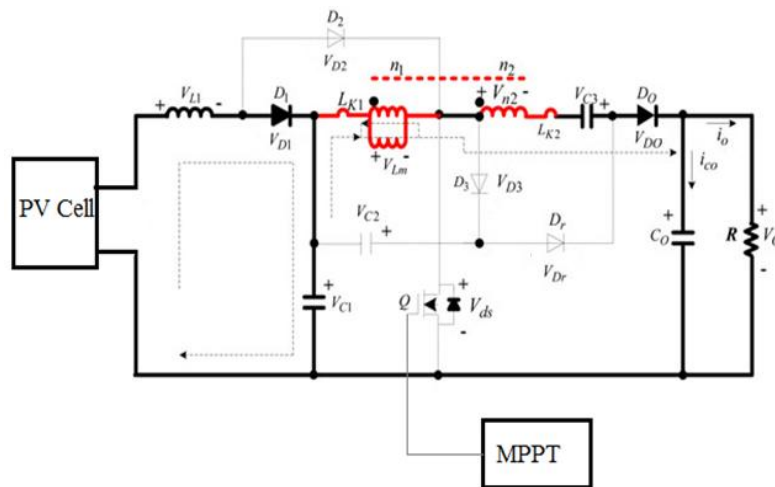 D2
VD2
n1 n2
VL1
D1
LK1
Vn2
VC3
DO
VD1
VLm
LK2
VDO
io
ico
PV Cell
D3
VD3
VC2
Dr
VDr
CO
R
VC1
Q
Vds
MPPT